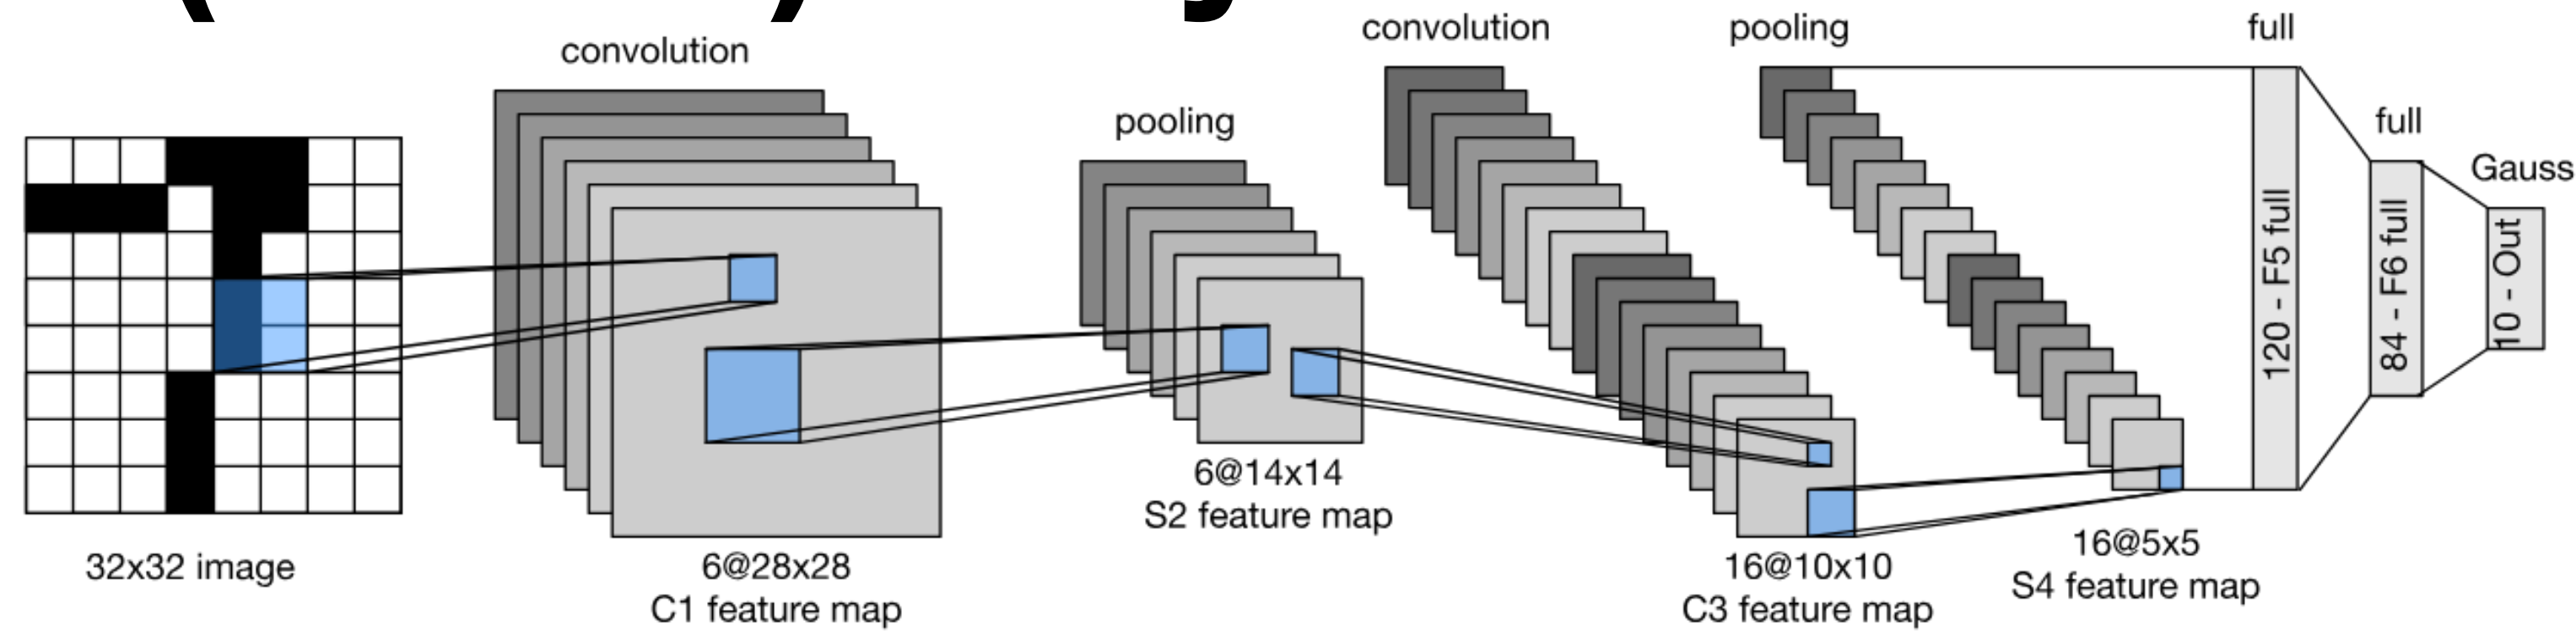 convolution
32x32 image
6@28x28
C1 feature map
pooling
6@14x14
S2 feature map
convolution
16@10x10
C3 feature map
pooling
16@5x5
S4 feature map
full
120 - F5 full
full
84 - F6 full
Gauss
10 - Out